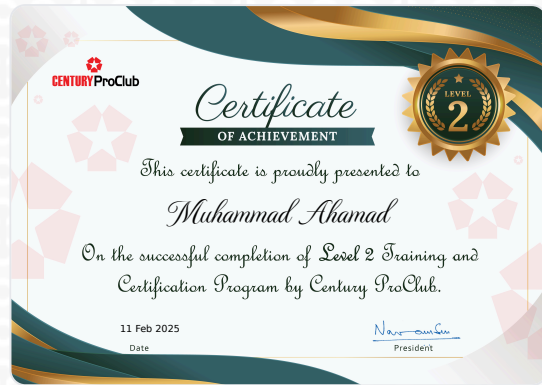 CENTURY ProClub
LEVEL
2
Certificate
OF ACHIEVEMENT
This certificate is proudly presented to
Muhammad Ahamad
On the successful completion of Level 2 Training and
Certification Program by Century ProClub.
11 Feb 2025
Date
President